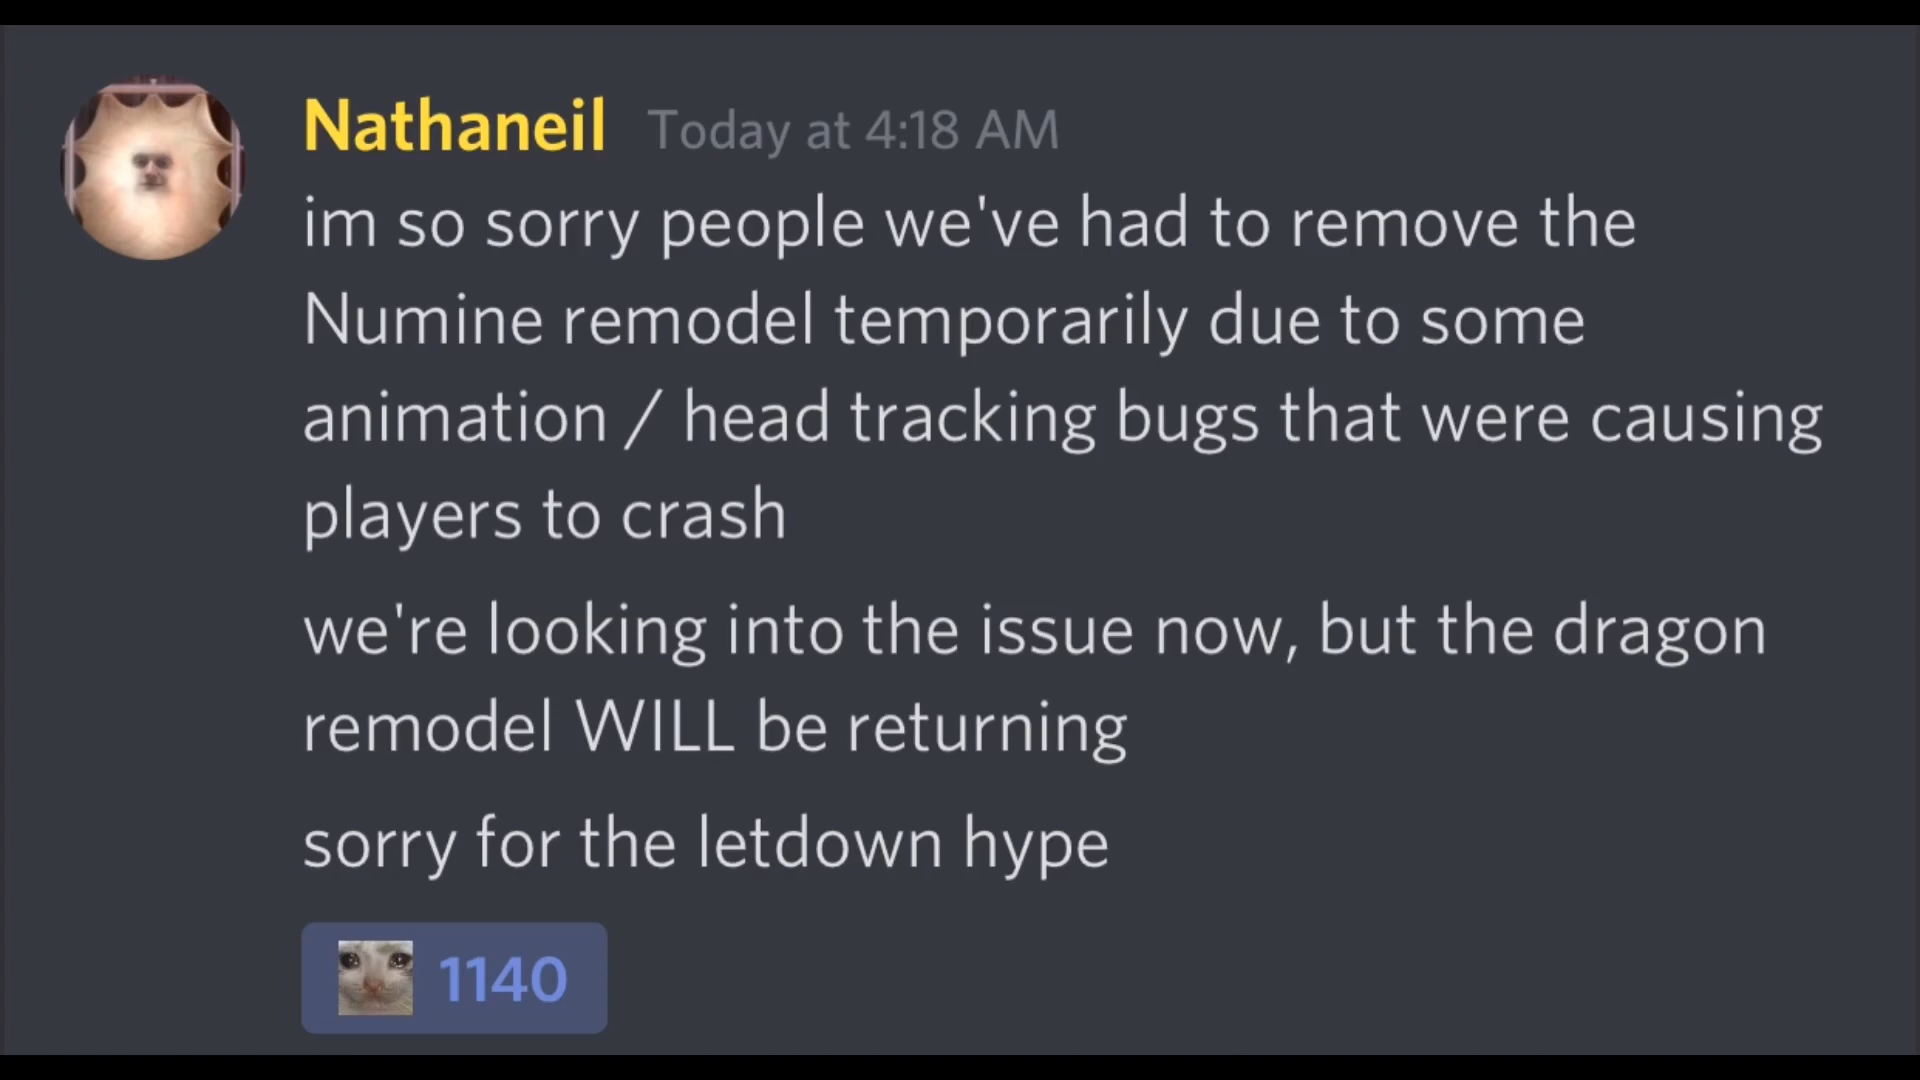 Nathaneil Today at 4:18 AM
im so sorry people we've had to remove the
Numine remodel temporarily due to some
animation / head tracking bugs that were causing
players to crash
we're looking into the issue now, but the dragon
remodel WILL be returning
sorry for the letdown hype
1140